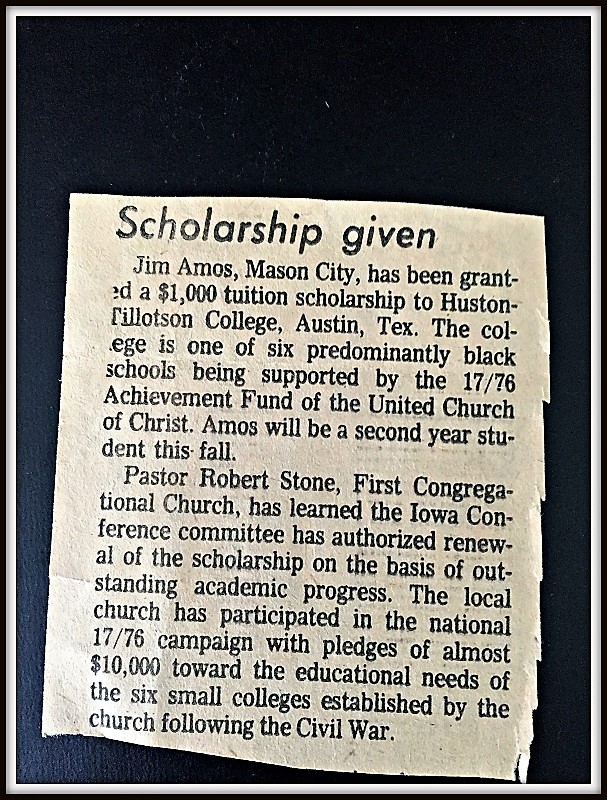 Scholarship given
Jim Amos, Mason City, has been grant-
ed a $1,000 tuition scholarship to Huston-
Tillotson College, Austin, Tex. The col-
lege is one of six predominantly black
schools being supported by the 17/76
Achievement Fund of the United Church
of Christ. Amos will be a second year stu-
dent this fall.
Pastor Robert Stone, First Congrega-
tional Church, has learned the Iowa Con-
ference committee has authorized renew-
al of the scholarship on the basis of out-
standing academic progress. The local
church has participated in the national
17/76 campaign with pledges of almost
$10,000 toward the educational needs of
the six small colleges established by the
church following the Civil War.